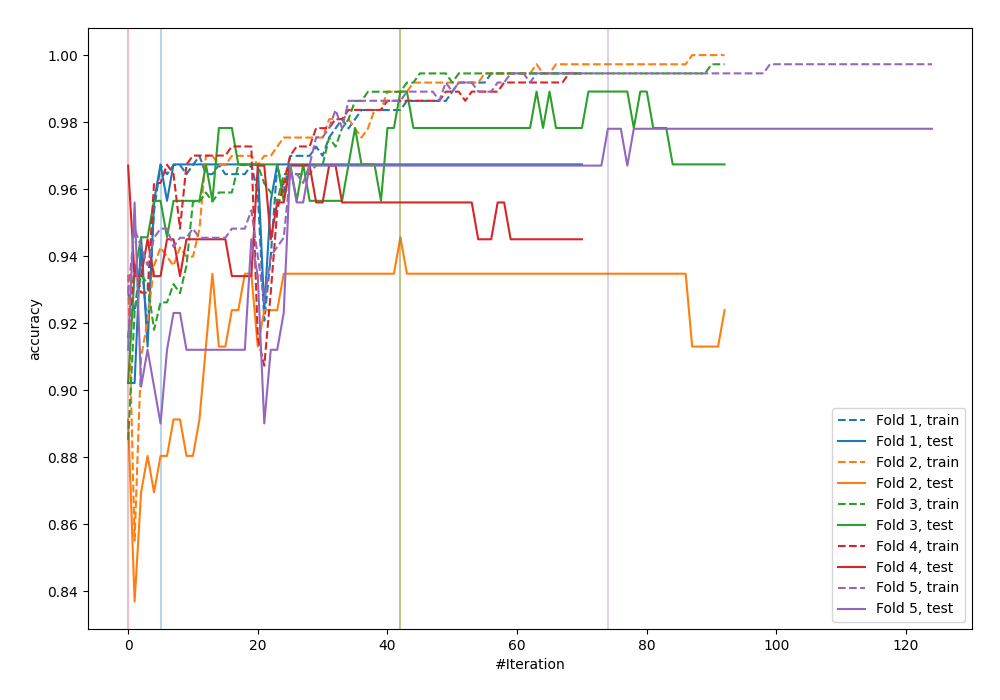 1.00
0.98
0.96
0.94
0.92
0.90
0.88
0.86
0.84
accuracy
0 20 40 60 80 100 120
#Iteration
Fold 1, train
Fold 1, test
Fold 2, train
Fold 2, test
Fold 3, train
Fold 3, test
Fold 4, train
Fold 4, test
Fold 5, train
Fold 5, test